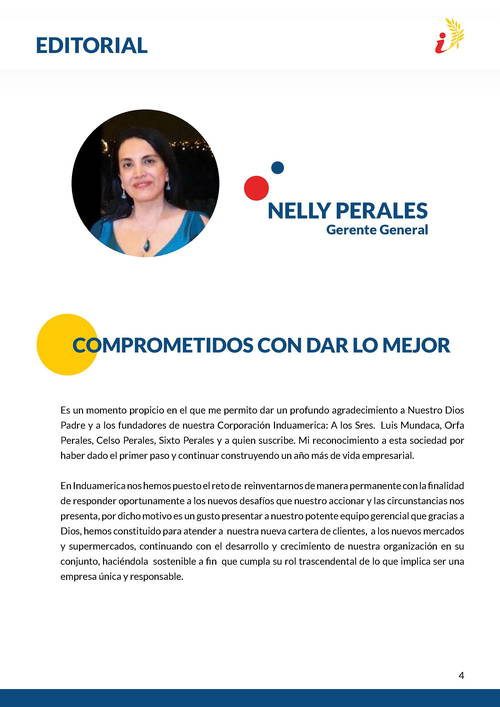 EDITORIAL
NELLY PERALES
Gerente General
COMPROMETIDOS CON DAR LO MEJOR
Es un momento propicio en el que me permito dar un profundo agradecimiento a Nuestro Dios
Padre y a los fundadores de nuestra Corporación Induamerica: A los Sres. Luis Mundaca, Orfa
Perales, Celso Perales, Sixto Perales y a quien suscribe. Mi reconocimiento a esta sociedad por
haber dado el primer paso y continuar construyendo un año más de vida empresarial.
En Induamerica nos hemos puesto el reto de reinventarnos de manera permanente con la finalidad
de responder oportunamente a los nuevos desafíos que nuestro accionar y las circunstancias nos
presenta, por dicho motivo es un gusto presentar a nuestro potente equipo gerencial que gracias a
Dios, hemos constituido para atender a nuestra nueva cartera de clientes, a los nuevos mercados
y supermercados, continuando con el desarrollo y crecimiento de nuestra organización en su
conjunto, haciéndola sostenible a fin que cumpla su rol trascendental de lo que implica ser una
empresa única y responsable.
4